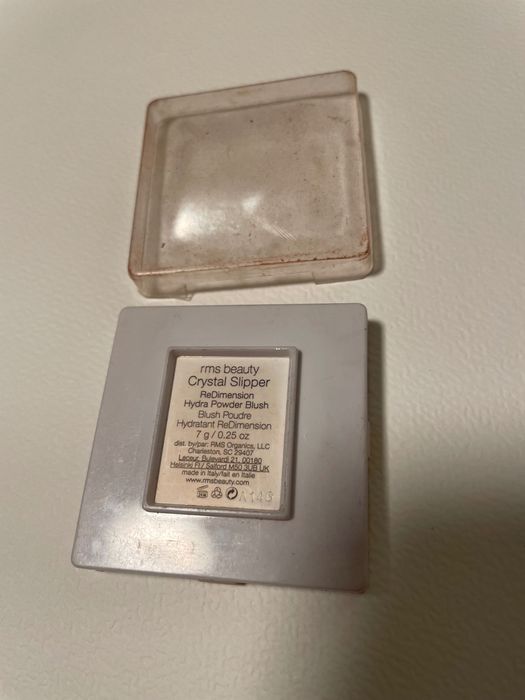 rms beauty
Crystal Slipper
ReDimension
Hydra Powder Blush
Blush Poudre
Hydratant ReDimension
7 g / 0.25 oz
dist. by/par: RMS Organics, LLC
Charleston, SC 29407
Leceur, Bulevardi 21, 00180
Helsinki FI / Salford M50 3UB UK
made in Italy/fait en Italie
www.rmsbeauty.com